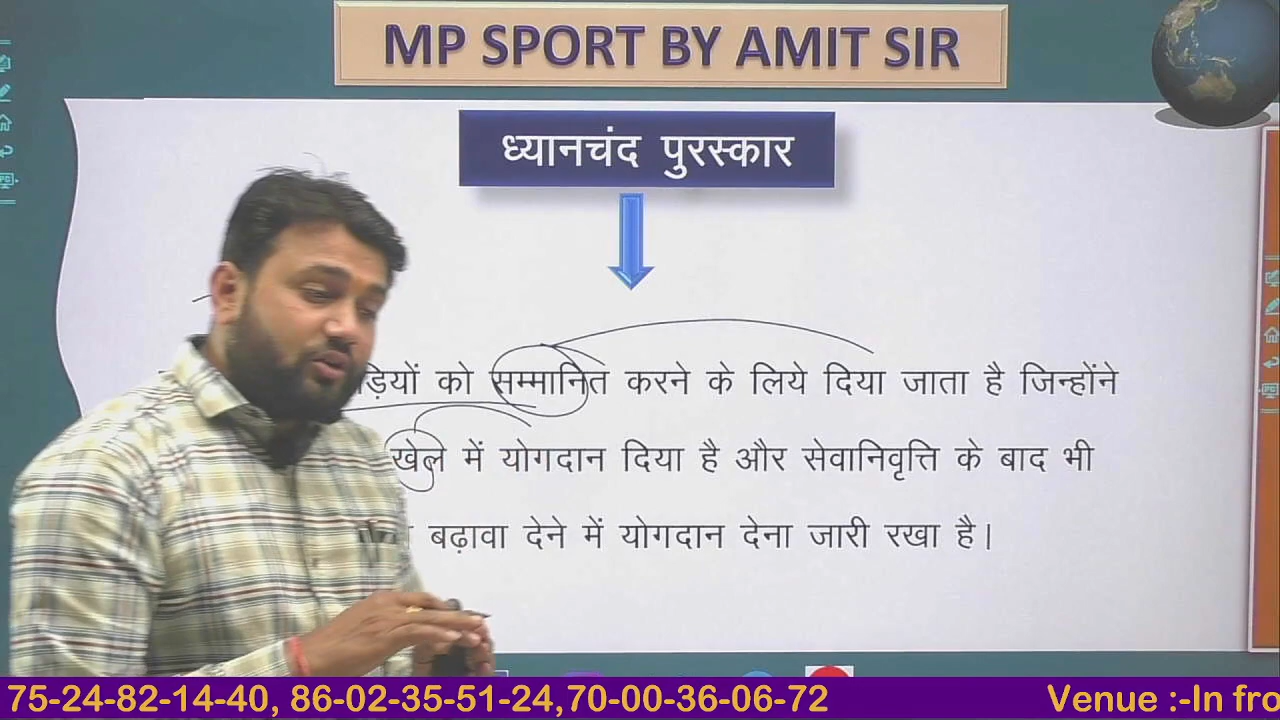 MP SPORT BY AMIT SIR
ध्यानचंद पुरस्कार
को सम्मानित करने के लिये दिया जाता है जिन्होंने
खेल में योगदान दिया है और सेवानिवृत्ति के बाद भी
बढ़ावा देने में योगदान देना जारी रखा है।
75-24-82-14-40, 86-02-35-51-24,70-00-36-06-72 Venue :-In fro